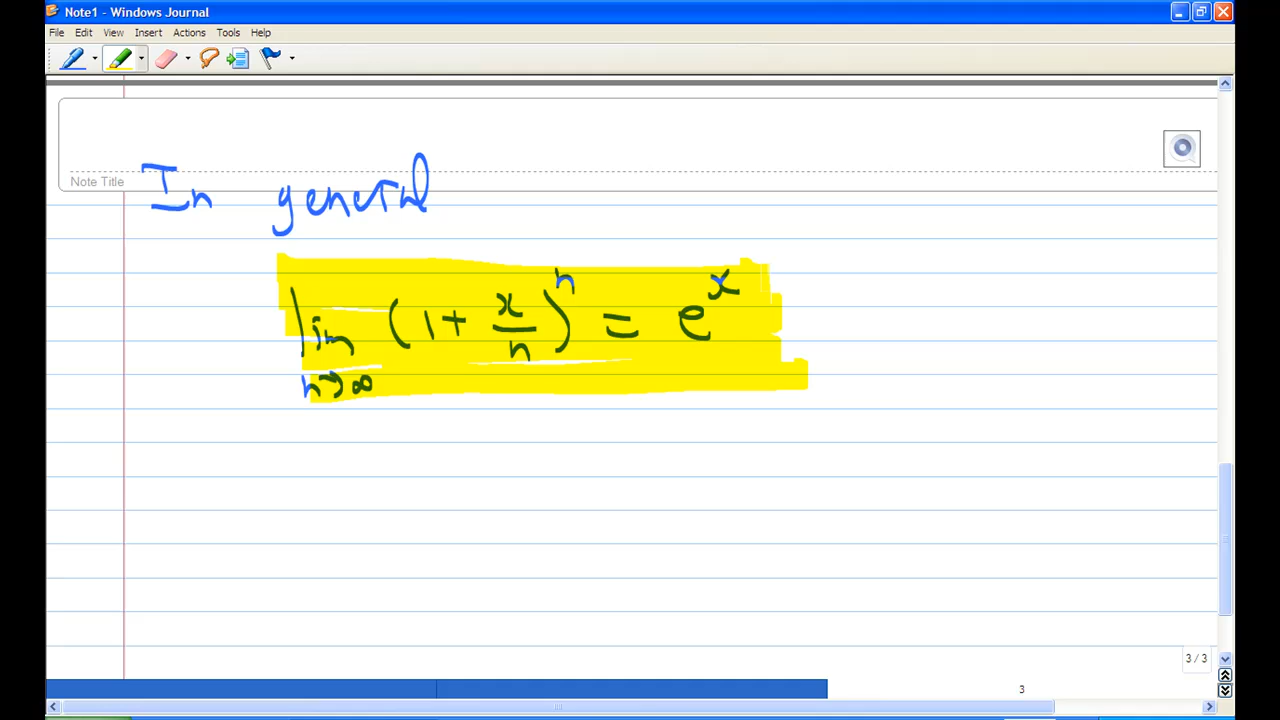 Note1 - Windows Journal
File Edit View Insert Actions Tools Help
Note Title
In general
lim (1 + x/n)^n = e^x
n→∞
3 / 3
3